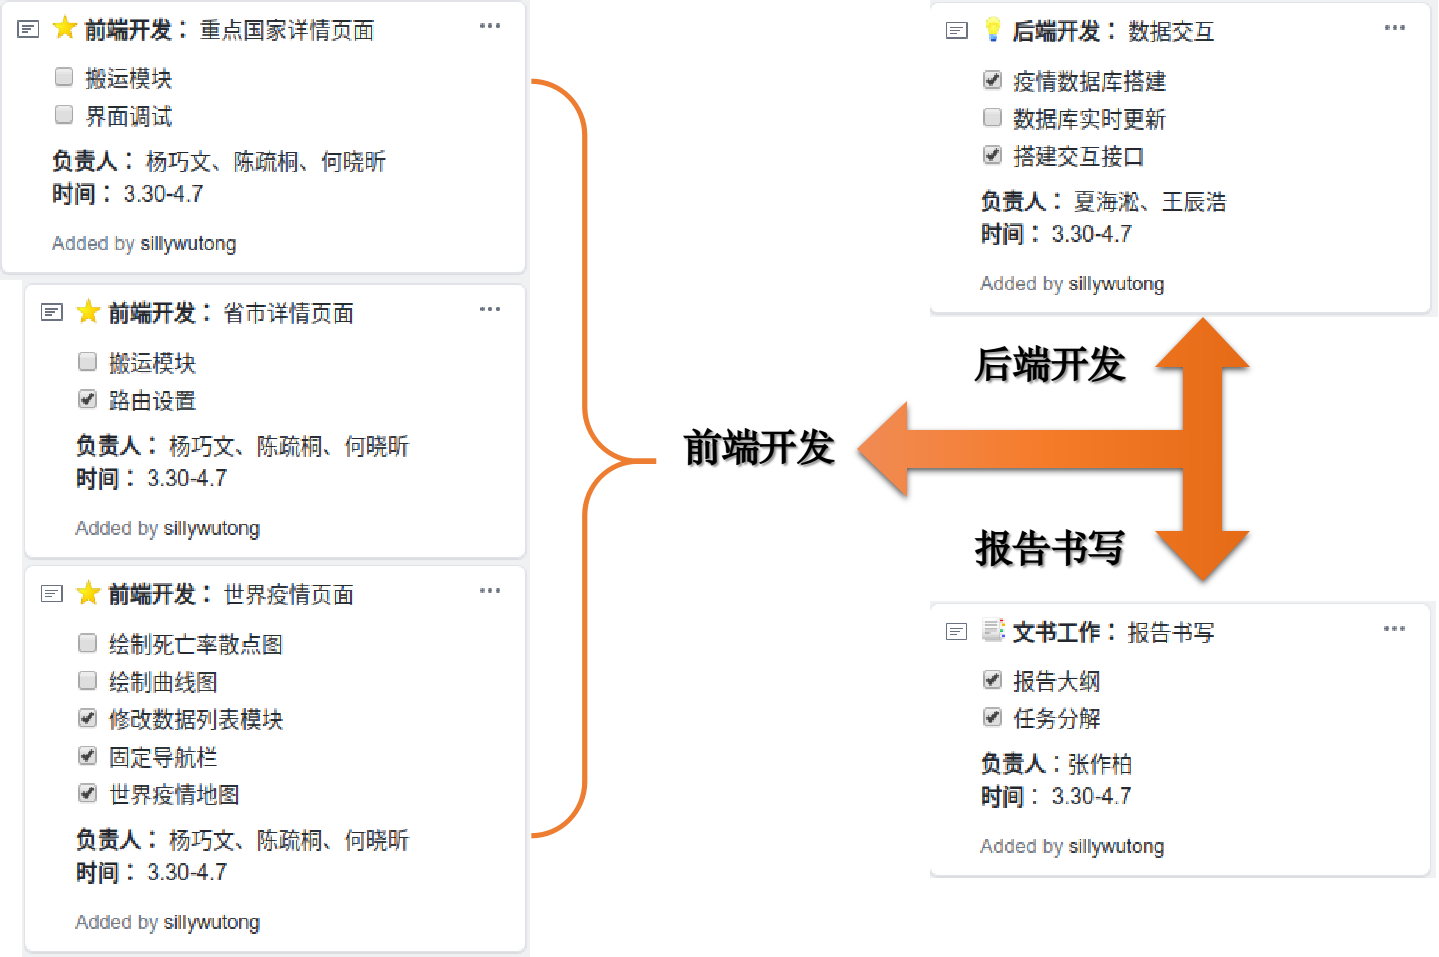 前端开发： 重点国家详情页面
搬运模块
界面调试
负责人： 杨巧文、陈疏桐、何晓昕
时间： 3.30-4.7
Added by sillywutong
前端开发： 省市详情页面
搬运模块
路由设置
负责人： 杨巧文、陈疏桐、何晓昕
时间： 3.30-4.7
Added by sillywutong
前端开发： 世界疫情页面
绘制死亡率散点图
绘制曲线图
修改数据列表模块
固定导航栏
世界疫情地图
负责人： 杨巧文、陈疏桐、何晓昕
时间： 3.30-4.7
Added by sillywutong
前端开发
后端开发： 数据交互
疫情数据库搭建
数据库实时更新
搭建交互接口
负责人： 夏海淞、王辰浩
时间： 3.30-4.7
Added by sillywutong
后端开发
报告书写
文书工作： 报告书写
报告大纲
任务分解
负责人：张作柏
时间： 3.30-4.7
Added by sillywutong